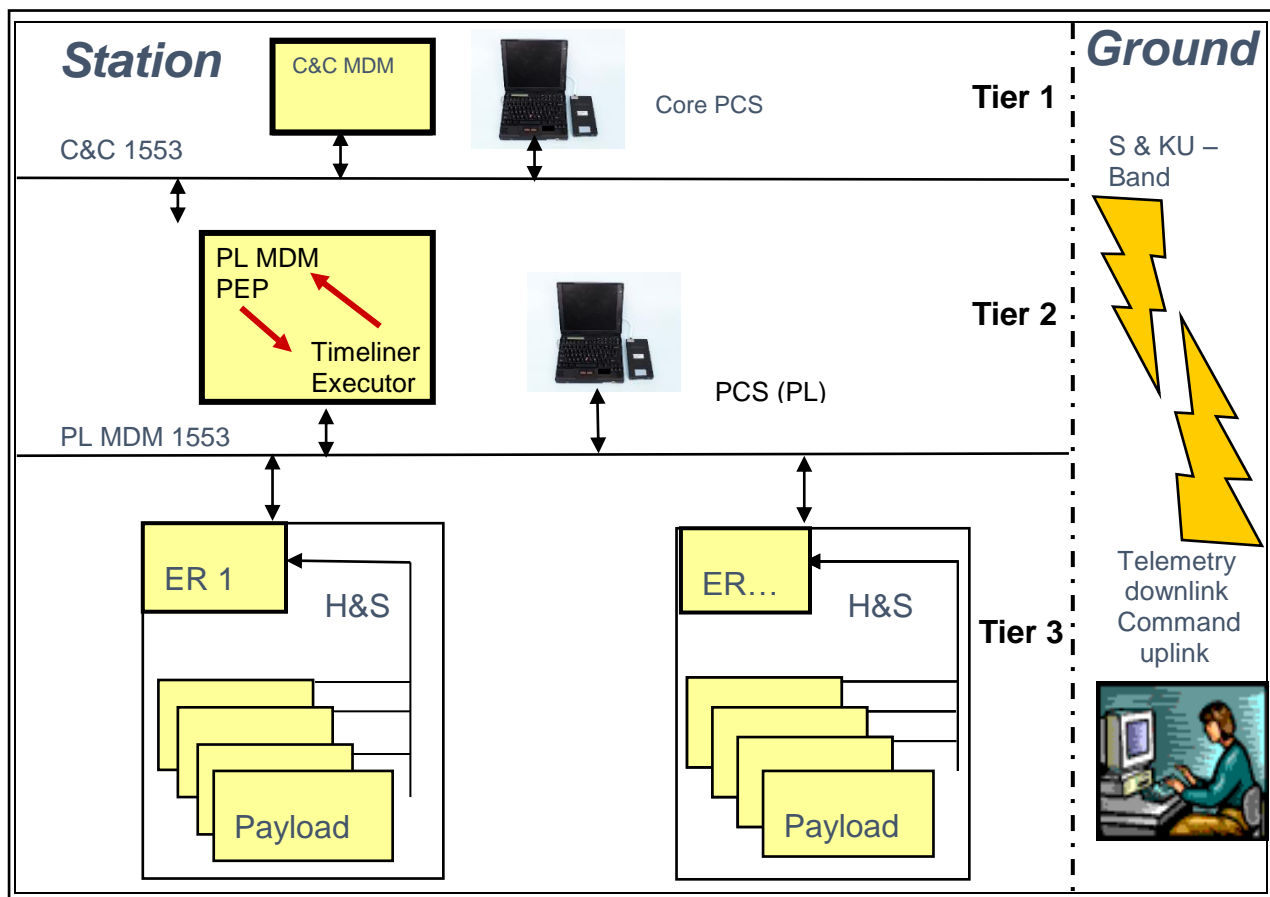 Station
C&C MDM
Core PCS
Tier 1
Ground
C&C 1553
S & KU –
Band
PL MDM
PEP
Timeliner
Executor
PCS (PL)
Tier 2
PL MDM 1553
ER 1
H&S
Payload
ER…
H&S
Payload
Tier 3
Telemetry
downlink
Command
uplink